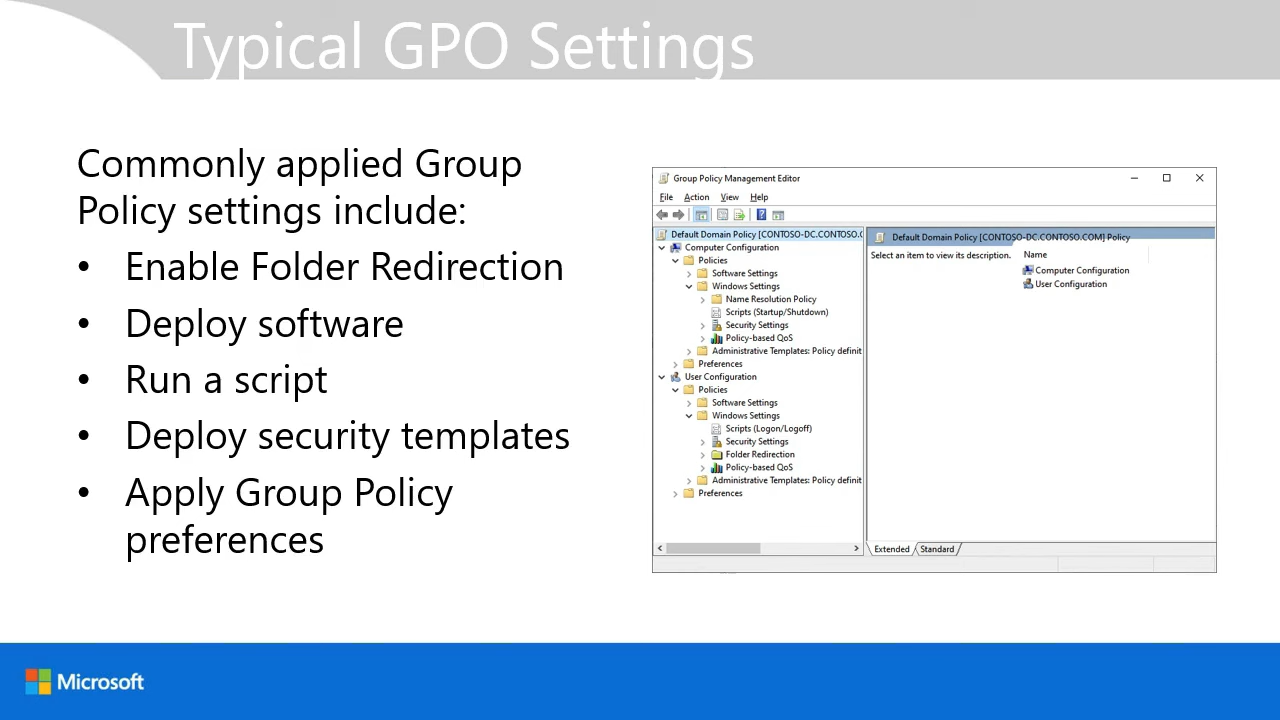 Typical GPO Settings
Commonly applied Group
Policy settings include:
• Enable Folder Redirection
• Deploy software
• Run a script
• Deploy security templates
• Apply Group Policy
preferences
Group Policy Management Editor
File Action View Help
Default Domain Policy [CONTOSO-DC.CONTOSO.C
Computer Configuration
Policies
Software Settings
Windows Settings
Name Resolution Policy
Scripts (Startup/Shutdown)
Security Settings
Policy-based QoS
Administrative Templates: Policy definit
Preferences
User Configuration
Policies
Software Settings
Windows Settings
Scripts (Logon/Logoff)
Security Settings
Folder Redirection
Policy-based QoS
Administrative Templates: Policy definit
Preferences
Default Domain Policy [CONTOSO-DC.CONTOSO.COM] Policy
Select an item to view its description.
Name
Computer Configuration
User Configuration
Extended Standard
Microsoft